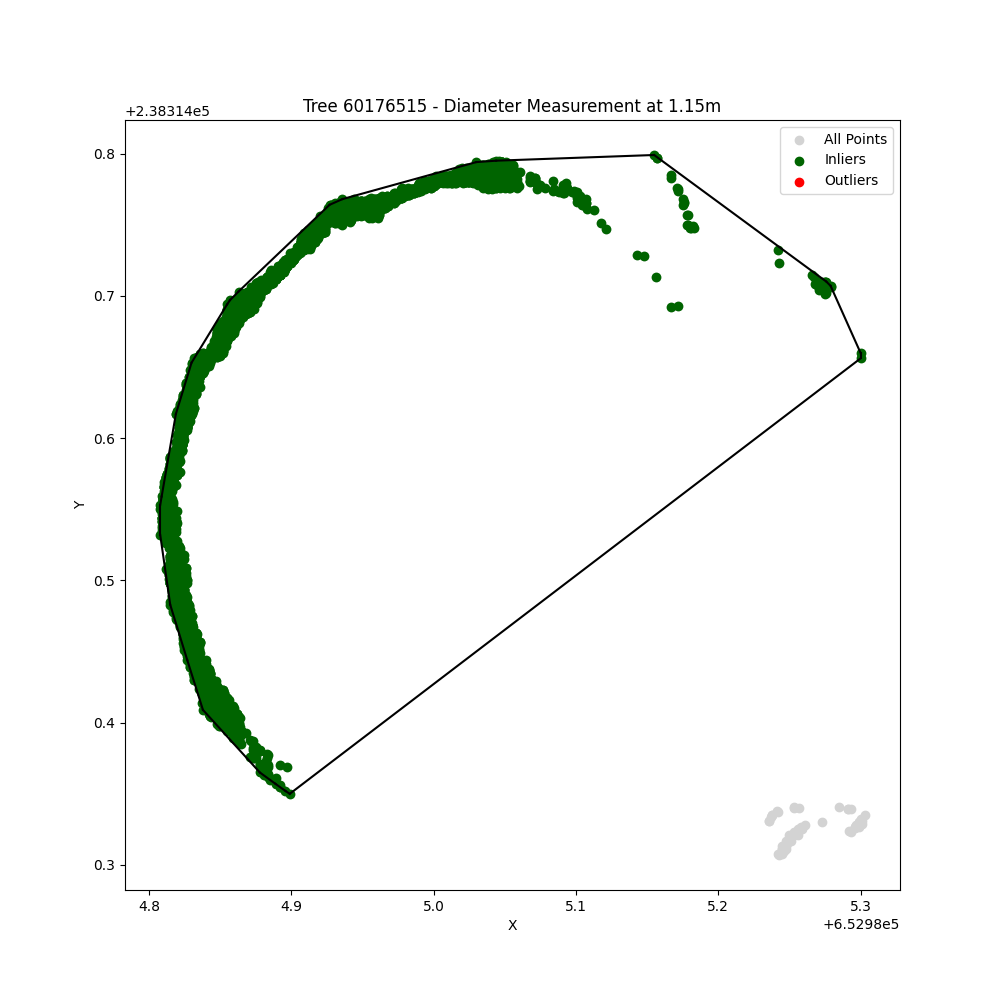 Tree 60176515 - Diameter Measurement at 1.15m
+2.38314e5
All Points
Inliers
Outliers
0.8
0.7
0.6
0.5
0.4
0.3
Y
4.8 4.9 5.0 5.1 5.2 5.3
X
+6.5298e5